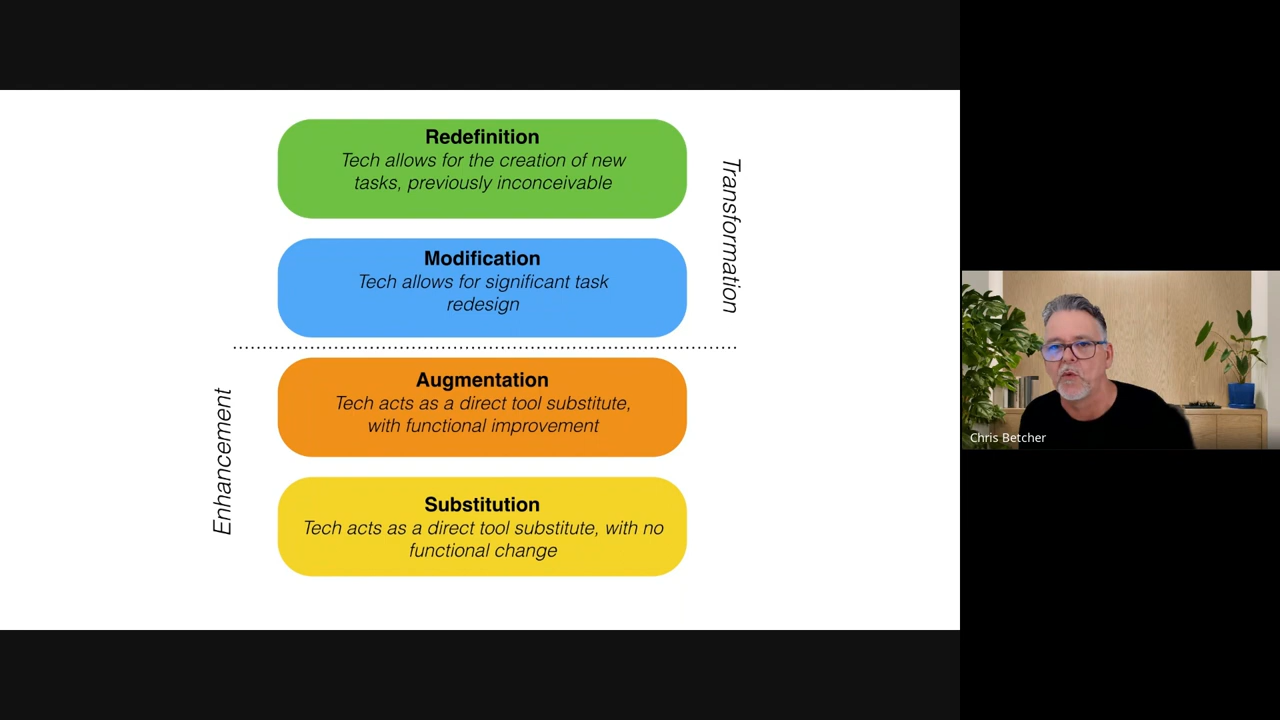 Redefinition
Tech allows for the creation of new
tasks, previously inconceivable
Transformation
Modification
Tech allows for significant task
redesign
Augmentation
Tech acts as a direct tool substitute,
with functional improvement
Enhancement
Substitution
Tech acts as a direct tool substitute, with no
functional change
Chris Betcher